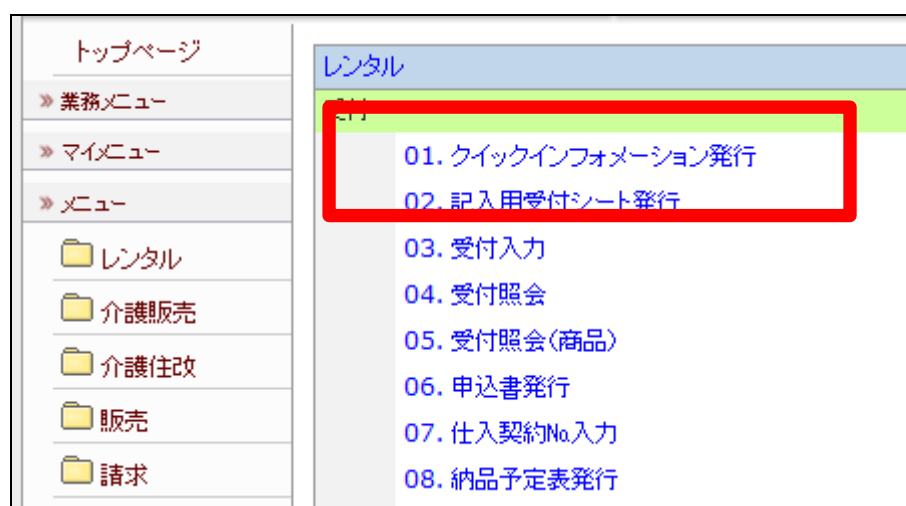 トップページ
» 業務メニュー
» マイメニュー
» メニュー
レンタル
介護販売
介護住改
販売
請求
レンタル
受付
01. クイックインフォメーション発行
02. 記入用受付シート発行
03. 受付入力
04. 受付照会
05. 受付照会(商品)
06. 申込書発行
07. 仕入契約No入力
08. 納品予定表発行